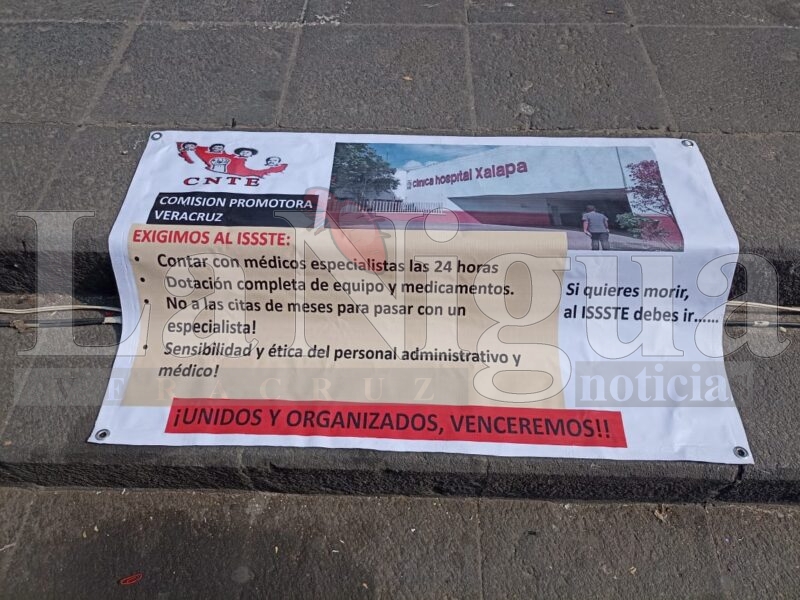 CNTE
COMISION PROMOTORA
VERACRUZ
clínica hospital Xalapa
EXIGIMOS AL ISSSTE:
• Contar con médicos especialistas las 24 horas
• Dotación completa de equipo y medicamentos.
• No a las citas de meses para pasar con un
especialista!
• Sensibilidad y ética del personal administrativo y
médico!
Si quieres morir,
al ISSSTE debes ir......
¡UNIDOS Y ORGANIZADOS, VENCEREMOS!!
LaNigua
VERACRUZ noticias